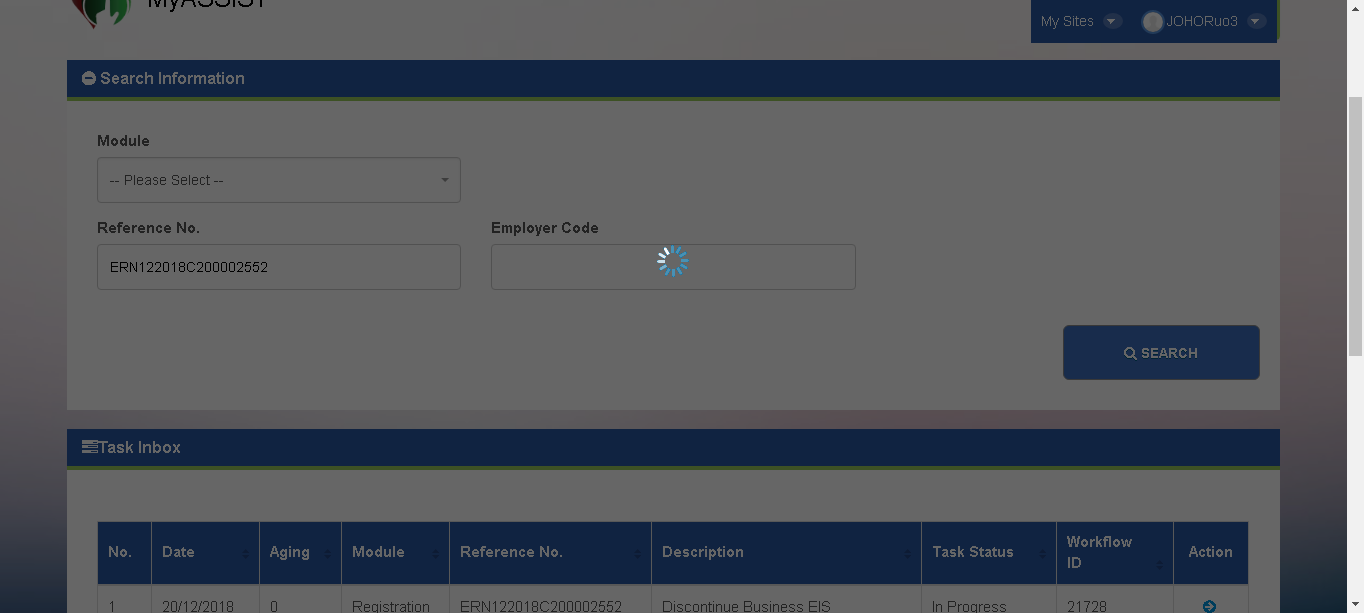 MyASSIST
My Sites JOHORuo3
Search Information
Module
-- Please Select --
Reference No. Employer Code
ERN122018C200002552
SEARCH
Task Inbox
No. Date Aging Module Reference No. Description Task Status Workflow ID Action
1 20/12/2018 0 Registration ERN122018C200002552 Discontinue Business EIS In Progress 21728